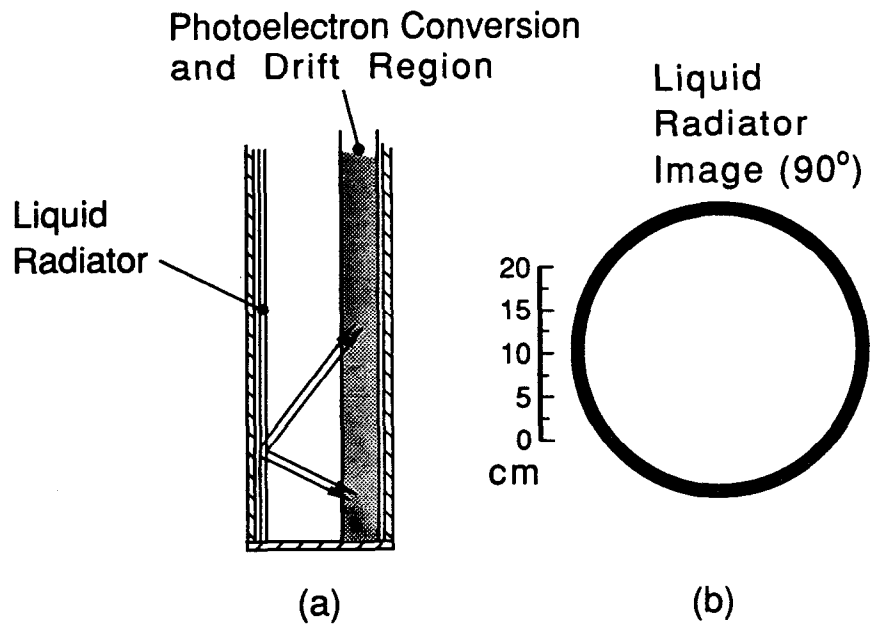 Photoelectron Conversion
and Drift Region
Liquid
Radiator
(a)
Liquid
Radiator
Image (90°)
20
15
10
5
0
cm
(b)